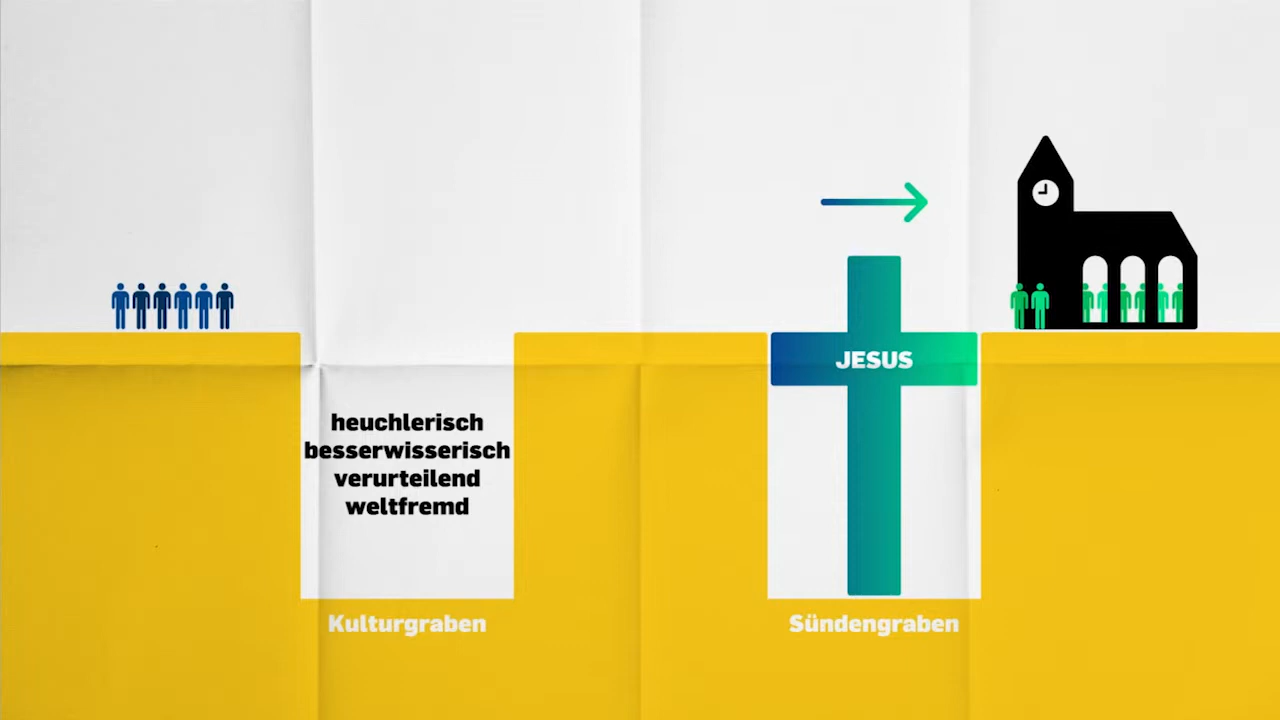 JESUS
heuchlerisch
besserwisserisch
verurteilend
weltfremd
Kulturgraben
Sündengraben